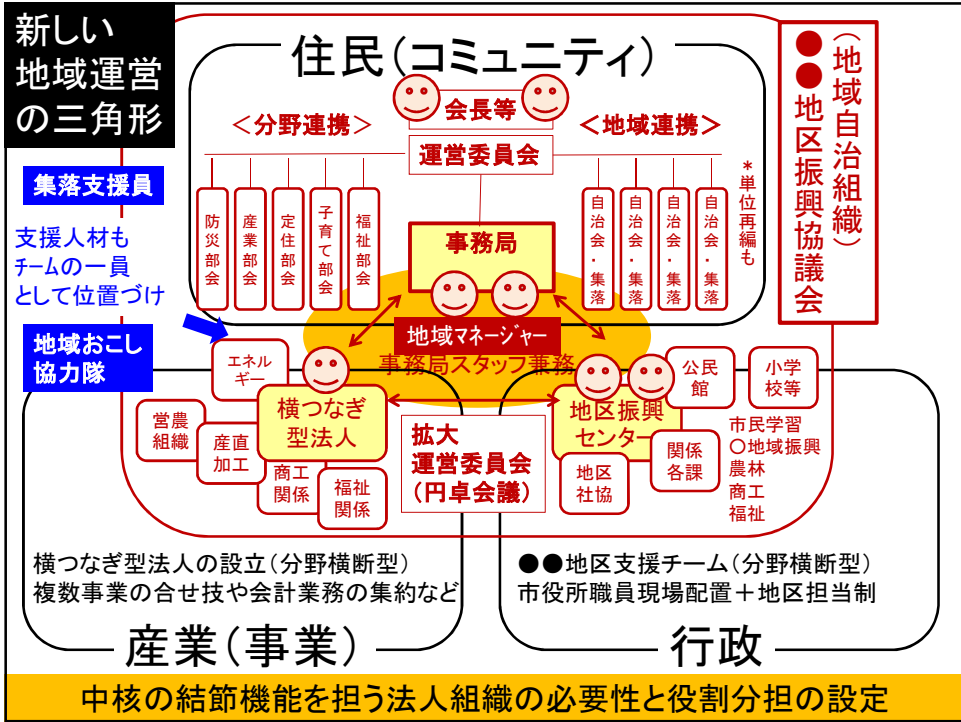 新しい
地域運営
の三角形
住民(コミュニティ)
(地域自治組織)
●●地区振興協議会
会長等
<分野連携>
<地域連携>
運営委員会
防災部会
産業部会
定住部会
子育て部会
福祉部会
自治会・集落
自治会・集落
自治会・集落
自治会・集落
*単位再編も
集落支援員
支援人材も
チームの一員
として位置づけ
地域おこし
協力隊
事務局
地域マネージャー
事務局スタッフ兼務
エネル
ギー
横つなぎ
型法人
営農
組織
産直
加工
商工
関係
福祉
関係
拡大
運営委員会
(円卓会議)
地区振興
センター
公民
館
小学
校等
地区
社協
関係
各課
市民学習
〇地域振興
農林
商工
福祉
横つなぎ型法人の設立(分野横断型)
複数事業の合せ技や会計業務の集約など
●●地区支援チーム(分野横断型)
市役所職員現場配置+地区担当制
産業(事業)
行政
中核の結節機能を担う法人組織の必要性と役割分担の設定